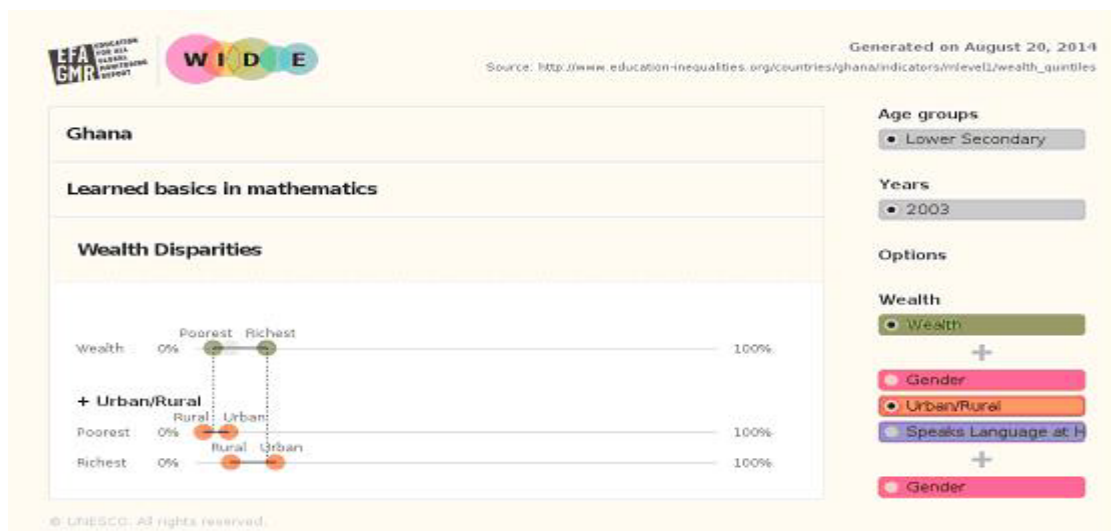 EFA GMR EDUCATION FOR ALL GLOBAL MONITORING REPORT
W I D E
Generated on August 20, 2014
Source: http://www.education-inequalities.org/countries/ghana/indicators/mlevel1/wealth_quintiles
Ghana
Learned basics in mathematics
Wealth Disparities
Poorest Richest
Wealth 0% 100%
+ Urban/Rural
Rural Urban
Poorest 0% 100%
Rural Urban
Richest 0% 100%
Age groups
Lower Secondary
Years
2003
Options
Wealth
Wealth
+
Gender
Urban/Rural
Speaks Language at H
+
Gender
© UNESCO. All rights reserved.